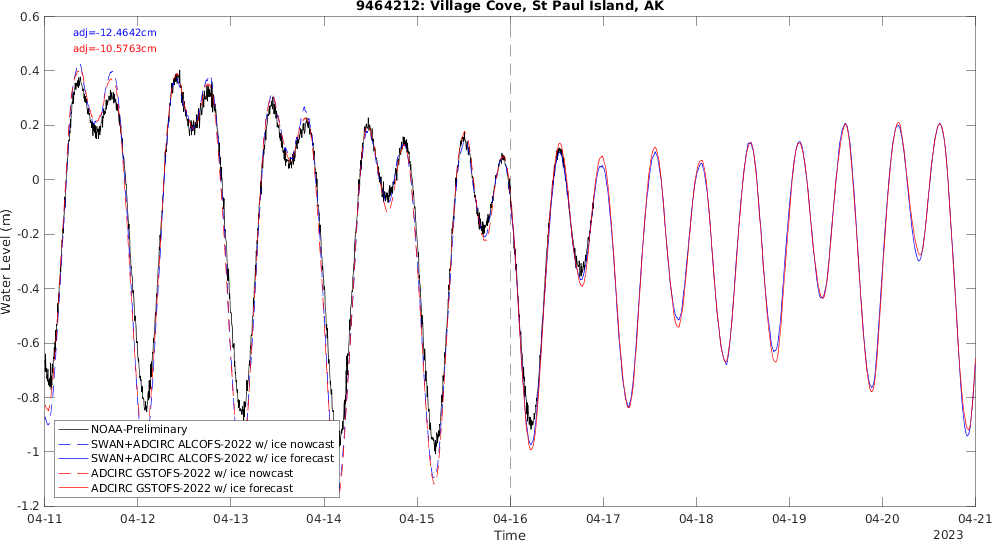 9464212: Village Cove, St Paul Island, AK
adj=-12.4642cm
adj=-10.5763cm
0.6
0.4
0.2
0
-0.2
-0.4
-0.6
-0.8
-1
-1.2
Water Level (m)
NOAA-Preliminary
SWAN+ADCIRC ALCOFS-2022 w/ ice nowcast
SWAN+ADCIRC ALCOFS-2022 w/ ice forecast
ADCIRC GSTOFS-2022 w/ ice nowcast
ADCIRC GSTOFS-2022 w/ ice forecast
04-11 04-12 04-13 04-14 04-15 04-16 04-17 04-18 04-19 04-20 04-21
Time
2023